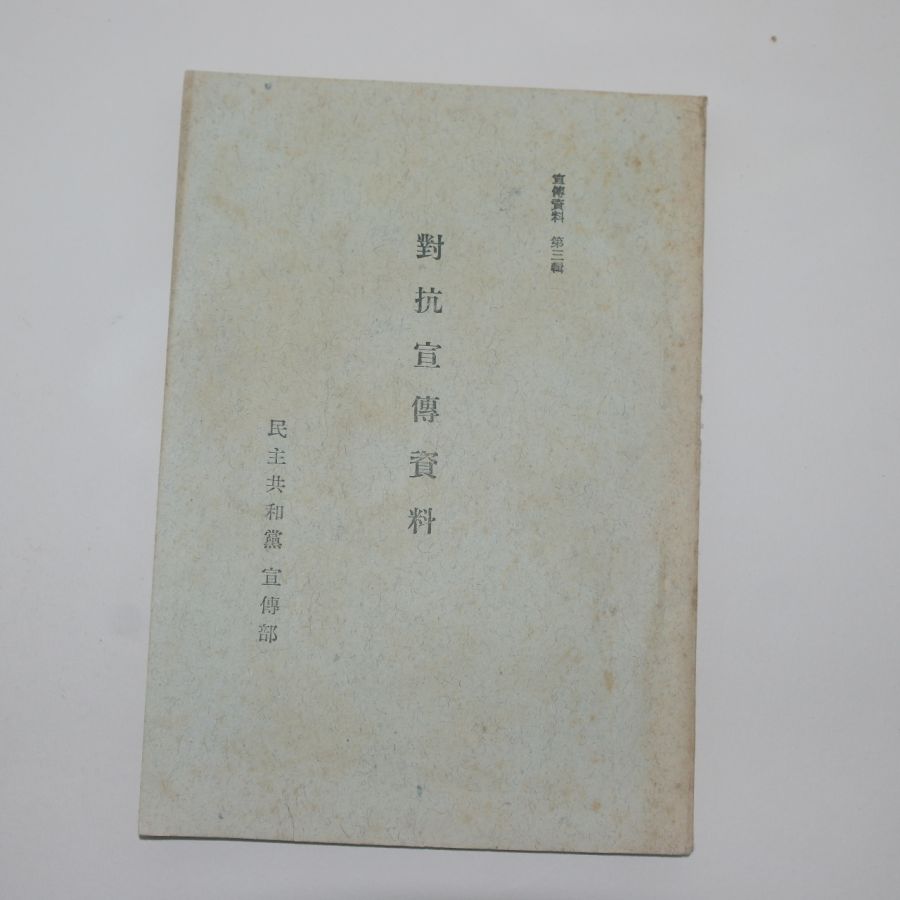 宣傳資料 第三輯
對抗宣傳資料
民主共和黨 宣傳部